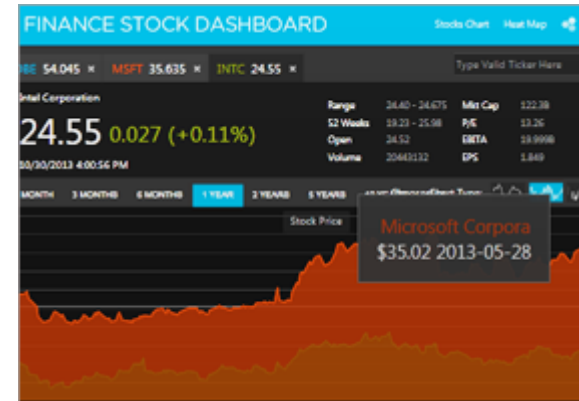 FINANCE STOCK DASHBOARD Stocks Chart Heat Map
BE 54.045 × MSFT 35.635 × INTC 24.55 × Type Valid Ticker Here
Intel Corporation
24.55 0.027 (+0.11%)
10/30/2013 4:00:56 PM
Range 24.40 - 24.675 Mkt Cap 122.3B
52 Weeks 19.23 - 25.98 P/E 13.26
Open 24.52 EBITA 19.999B
Volume 20443132 EPS 1.849
MONTH 3 MONTHS 6 MONTHS 1 YEAR 2 YEARS 5 YEARS Type:
Stock Price
Microsoft Corpora
$35.02 2013-05-28